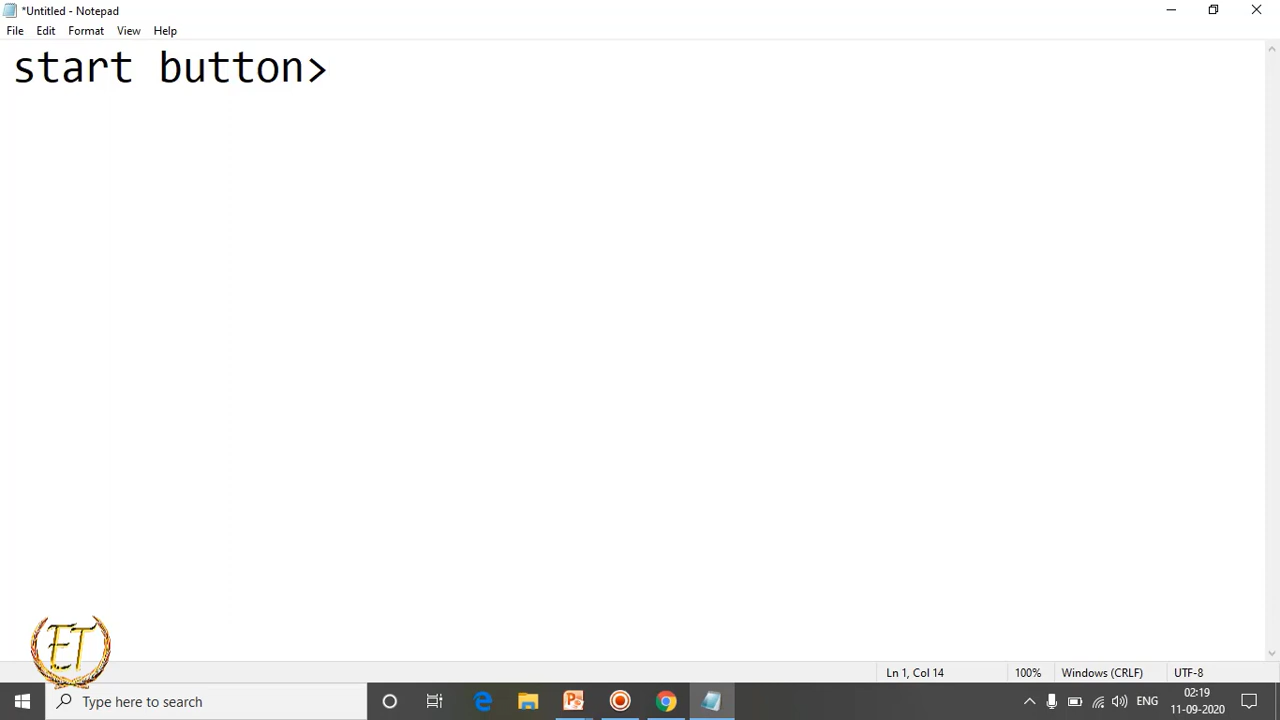 *Untitled - Notepad
File Edit Format View Help
start button>
ET
Ln 1, Col 14 100% Windows (CRLF) UTF-8
Type here to search
ENG
02:19
11-09-2020